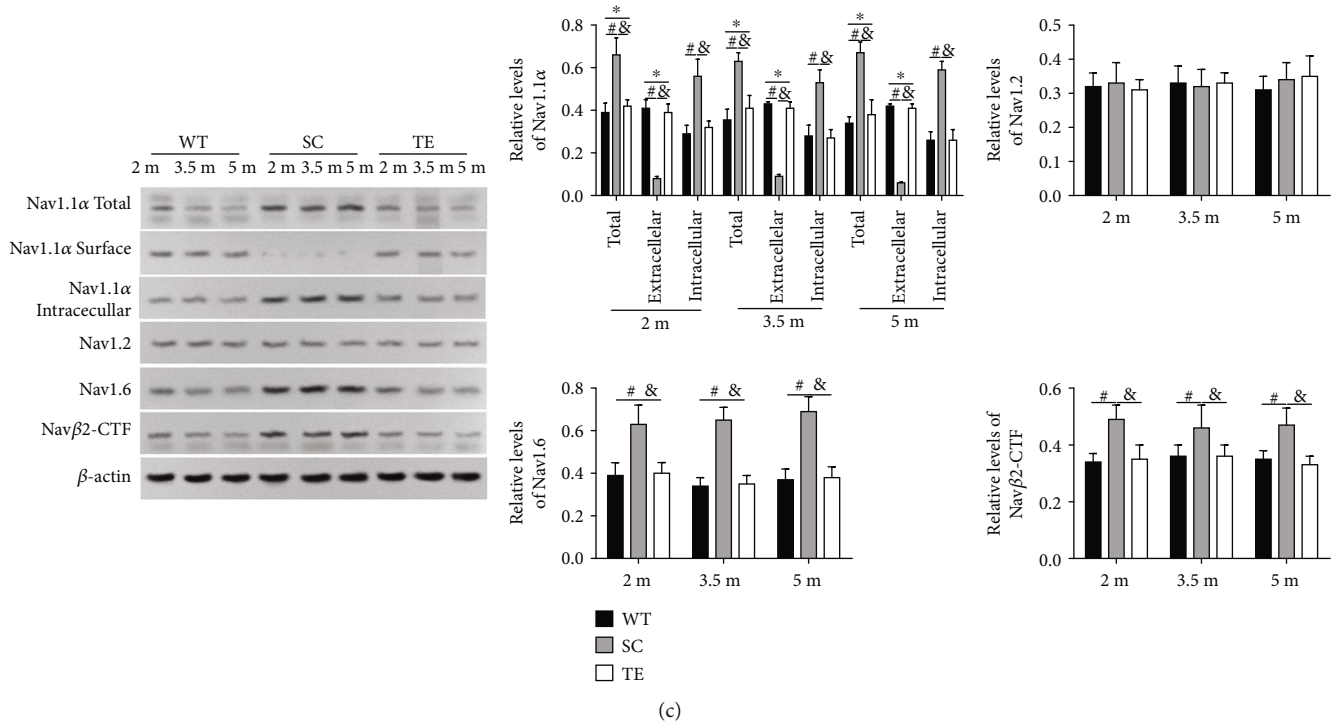 WT SC TE
2 m 3.5 m 5 m 2 m 3.5 m 5 m 2 m 3.5 m 5 m
Nav1.1α Total
Nav1.1α Surface
Nav1.1α
Intracecullar
Nav1.2
Nav1.6
Navβ2-CTF
β-actin
Relative levels
of Nav1.1α
0.8
0.6
0.4
0.2
0.0
* * *
#& #& #& #& #& #&
* * *
#& #& #&
Total
Extracellelar
Intracellular
Total
Extracellelar
Intracellular
Total
Extracellelar
Intracellular
2 m 3.5 m 5 m
Relative levels
of Nav1.2
0.5
0.4
0.3
0.2
0.1
0.0
2 m 3.5 m 5 m
Relative levels
of Nav1.6
0.8
0.6
0.4
0.2
0.0
# & # & # &
2 m 3.5 m 5 m
WT
SC
TE
Relative levels of
Navβ2-CTF
0.6
0.4
0.2
0.0
# & # & # &
2 m 3.5 m 5 m
(c)